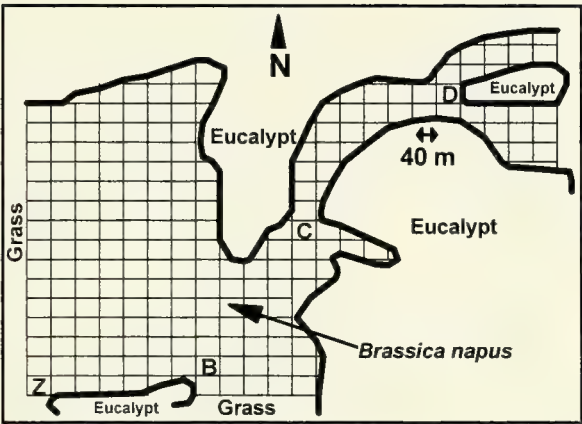 N
Eucalypt
D
Eucalypt
40 m
Grass
C
Eucalypt
Brassica napus
B
Z
Eucalypt
Grass